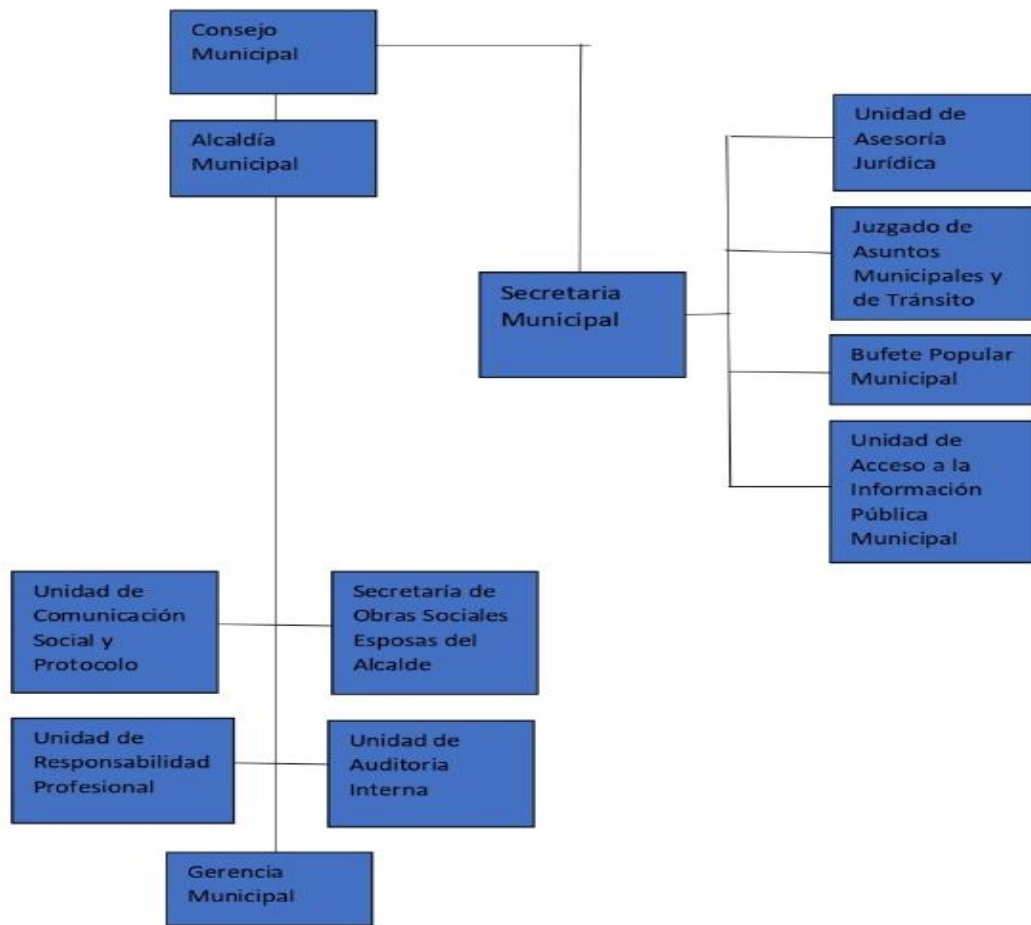 Consejo
Municipal
Alcaldía
Municipal
Secretaria
Municipal
Unidad de
Asesoría
Jurídica
Juzgado de
Asuntos
Municipales y
de Tránsito
Bufete Popular
Municipal
Unidad de
Acceso a la
Información
Pública
Municipal
Unidad de
Comunicación
Social y
Protocolo
Secretaría de
Obras Sociales
Esposas del
Alcalde
Unidad de
Responsabilidad
Profesional
Unidad de
Auditoria
Interna
Gerencia
Municipal